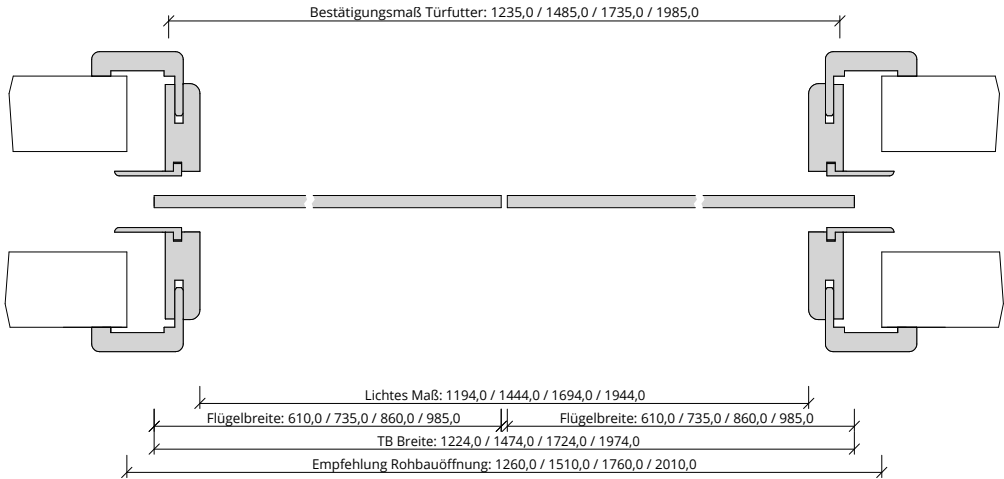 Bestätigungsmaß Türfutter: 1235,0 / 1485,0 / 1735,0 / 1985,0
Lichtes Maß: 1194,0 / 1444,0 / 1694,0 / 1944,0
Flügelbreite: 610,0 / 735,0 / 860,0 / 985,0
Flügelbreite: 610,0 / 735,0 / 860,0 / 985,0
TB Breite: 1224,0 / 1474,0 / 1724,0 / 1974,0
Empfehlung Rohbauöffnung: 1260,0 / 1510,0 / 1760,0 / 2010,0